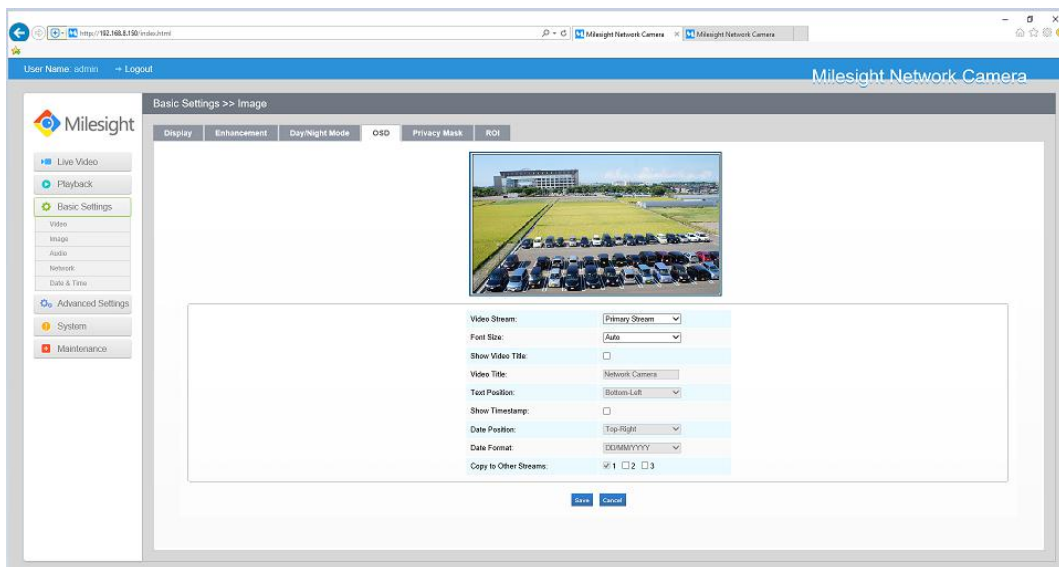 http://192.168.8.150/index.html
Milesight Network Camera
Milesight Network Camera
User Name: admin → Logout
Milesight Network Camera
Milesight
Basic Settings >> Image
Display Enhancement Day/Night Mode OSD Privacy Mask ROI
Live Video
Playback
Basic Settings
Video
Image
Audio
Network
Date & Time
Advanced Settings
System
Maintenance
Video Stream: Primary Stream
Font Size: Auto
Show Video Title:
Video Title: Network Camera
Text Position: Bottom-Left
Show Timestamp:
Date Position: Top-Right
Date Format: DD/MM/YYYY
Copy to Other Streams: 1 2 3
Save Cancel